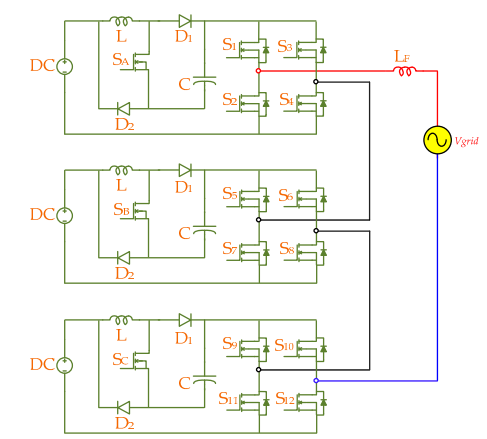 L D1 S1 S3
DC SA LF
C S2 S4
D2 Vgrid
L D1 S5 S6
DC SB
C S7 S8
D2
L D1 S9 S10
DC SC
C S11 S12
D2